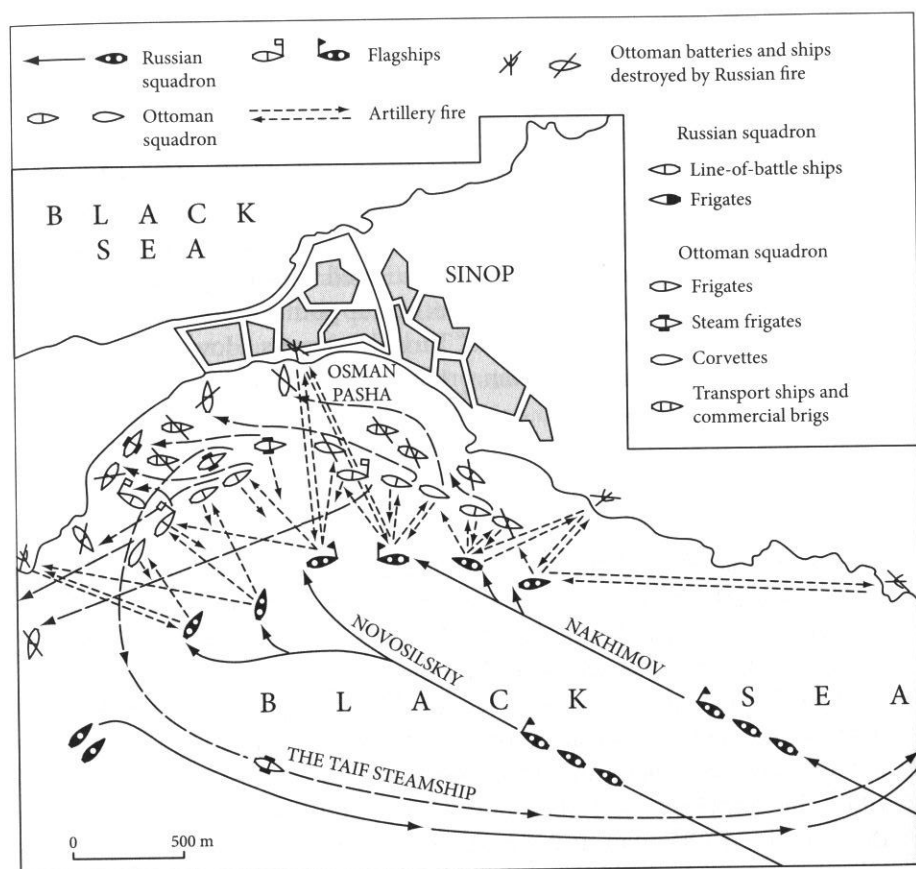 Russian
squadron
Flagships
Ottoman batteries and ships
destroyed by Russian fire
Ottoman
squadron
Artillery fire
Russian squadron
Line-of-battle ships
Frigates
Ottoman squadron
Frigates
Steam frigates
Corvettes
Transport ships and
commercial brigs
B L A C K
S E A
SINOP
OSMAN
PASHA
NOVOSILSKIY
NAKHIMOV
B L A C K S E A
THE TAIF STEAMSHIP
0 500 m